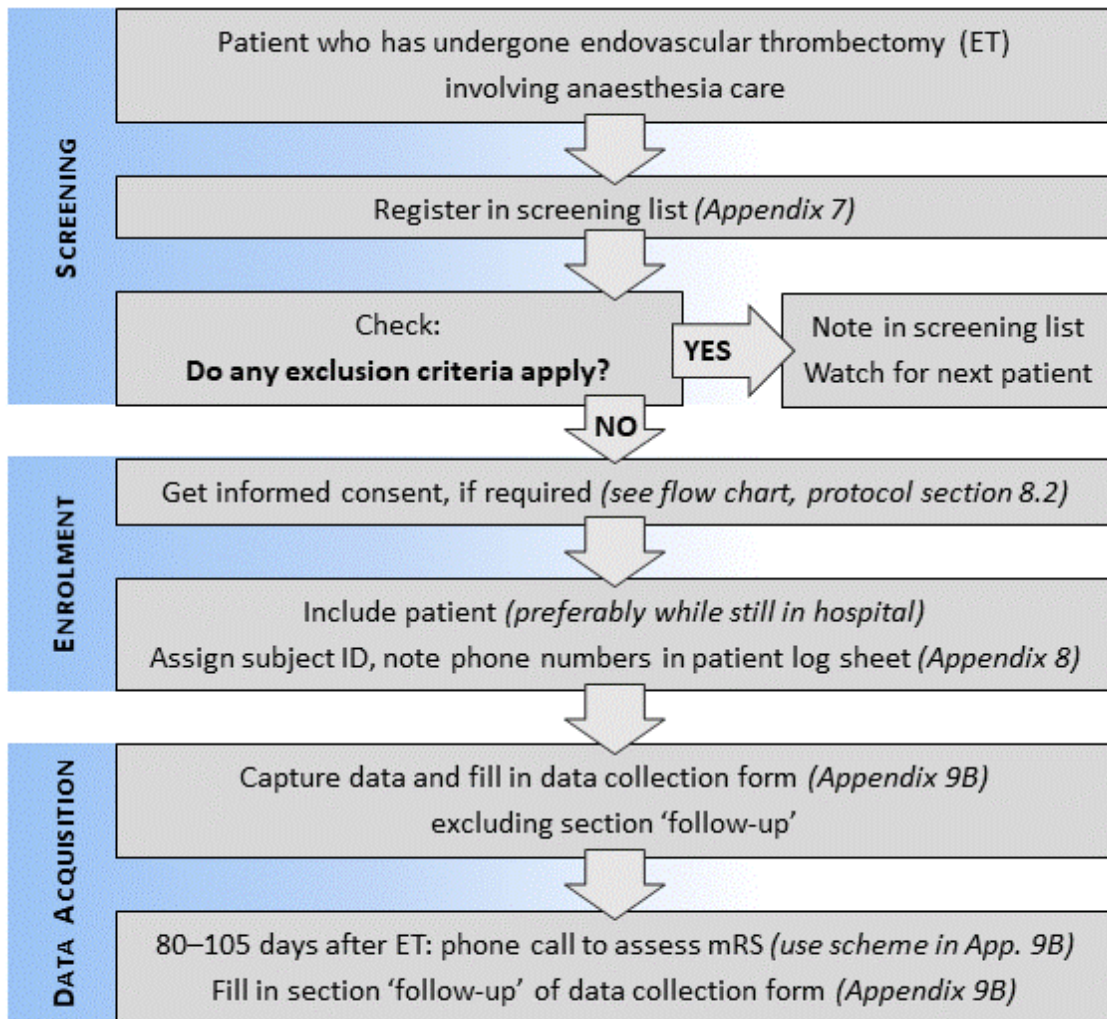 SCREENING
Patient who has undergone endovascular thrombectomy (ET)
involving anaesthesia care
Register in screening list (Appendix 7)
Check:
Do any exclusion criteria apply?
YES
Note in screening list
Watch for next patient
NO
ENROLMENT
Get informed consent, if required (see flow chart, protocol section 8.2)
Include patient (preferably while still in hospital)
Assign subject ID, note phone numbers in patient log sheet (Appendix 8)
DATA ACQUISITION
Capture data and fill in data collection form (Appendix 9B)
excluding section ‘follow-up’
80–105 days after ET: phone call to assess mRS (use scheme in App. 9B)
Fill in section ‘follow-up’ of data collection form (Appendix 9B)